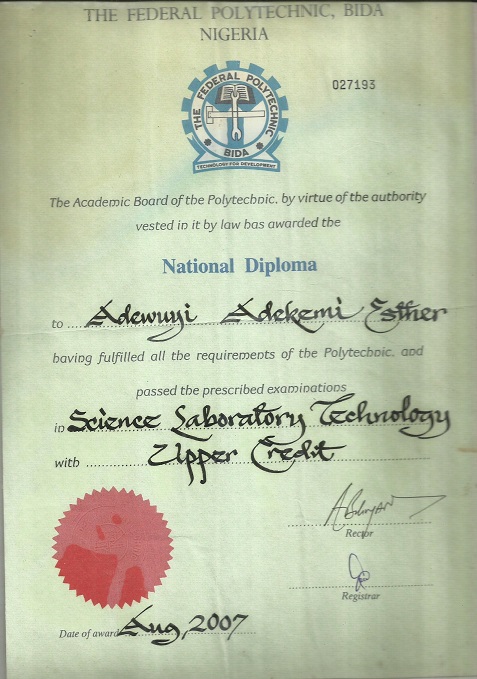 THE FEDERAL POLYTECHNIC, BIDA
NIGERIA
027193
THE FEDERAL POLYTECHNIC
BIDA
TECHNOLOGY FOR DEVELOPMENT
The Academic Board of the Polytechnic, by virtue of the authority
vested in it by law has awarded the
National Diploma
to Adewuyi Adekemi Esther
having fulfilled all the requirements of the Polytechnic, and
passed the prescribed examinations
in Science Laboratory Technology
with Upper Credit
Rector
Registrar
Date of award Aug, 2007